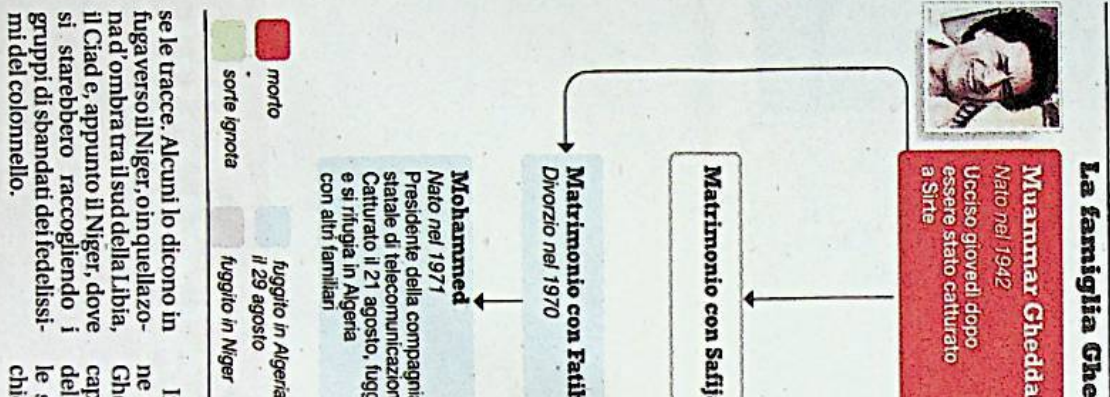 La famiglia Ghe
Muammar Ghedda
Nato nel 1942
Ucciso giovedì dopo
essere stato catturato
a Sirte
Matrimonio con Safij
Matrimonio con Fatih
Divorzio nel 1970
Mohammed
Nato nel 1971
Presidente della compagnia
statale di telecomunicazion
Catturato il 21 agosto, fugg
e si rifugia in Algeria
con altri familiari
morto
sorte ignota
fuggito in Algeria
il 29 agosto
fuggito in Niger
se le tracce. Alcuni lo dicono in
fuga verso il Niger, o in quella zo-
na d'ombra tra il sud della Libia,
il Ciad e, appunto il Niger, dove
si starebbero raccogliendo i
gruppi di sbandati dei fedelissi-
mi del colonnello.
I
ne
Gh
cap
del
le s
chi